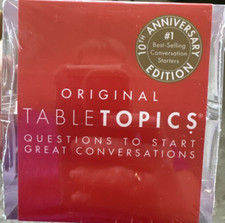 10TH ANNIVERSARY
#1
Best-Selling
Conversation
Starters
EDITION
ORIGINAL
TABLETOPICS®
QUESTIONS TO START
GREAT CONVERSATIONS